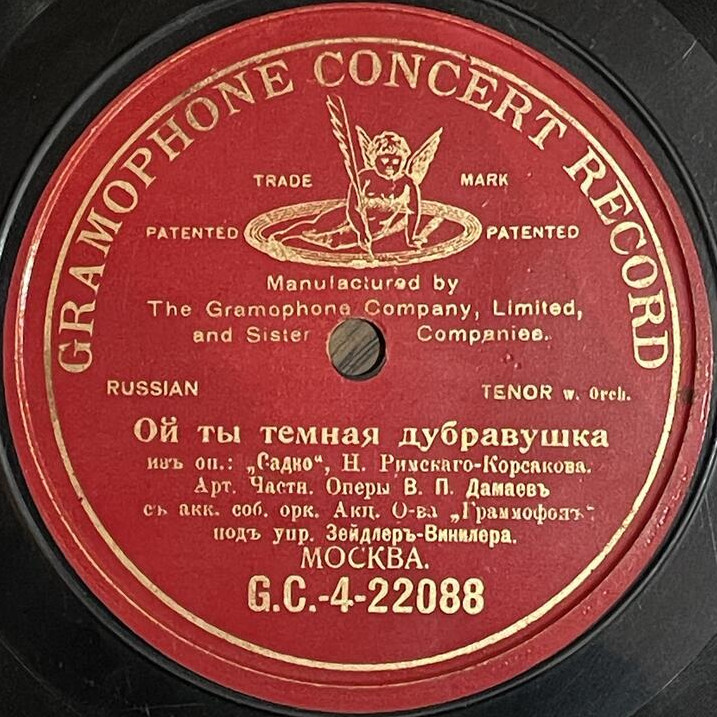 GRAMOPHONE CONCERT RECORD
TRADE MARK
PATENTED PATENTED
Manufactured by
The Gramophone Company, Limited,
and Sister Companies.
RUSSIAN TENOR w. Orch.
Ой ты темная дубравушка
изъ оп.: „Садко“, Н. Римскаго-Корсакова.
Арт. Частн. Оперы В. П. Дамаевъ
съ акк. соб. орк. Акц. О-ва „Граммофонъ“
подъ упр. Зейдлеръ-Винклера.
МОСКВА.
G.C.-4-22088